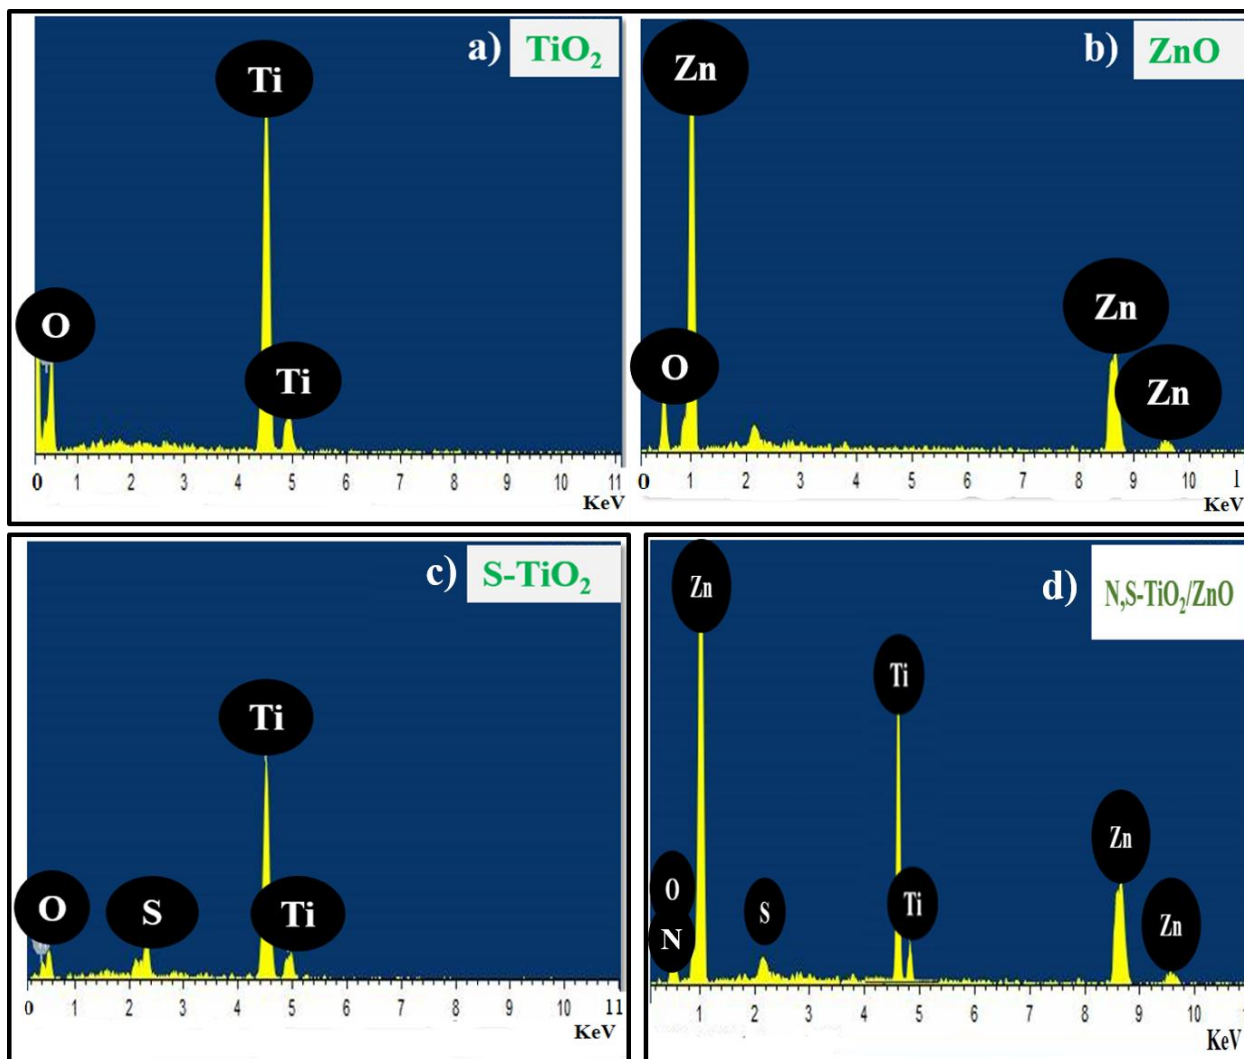 a) TiO₂
Ti
O
Ti
0 1 2 3 4 5 6 7 8 9 10 11
KeV
b) ZnO
Zn
O
Zn
Zn
0 1 2 3 4 5 6 7 8 9 10 1
KeV
c) S-TiO₂
Ti
O
S
Ti
0 1 2 3 4 5 6 7 8 9 10 11
KeV
d) N,S-TiO₂/ZnO
Zn
Ti
O
N
S
Ti
Zn
Zn
1 2 3 4 5 6 7 8 9 10
KeV